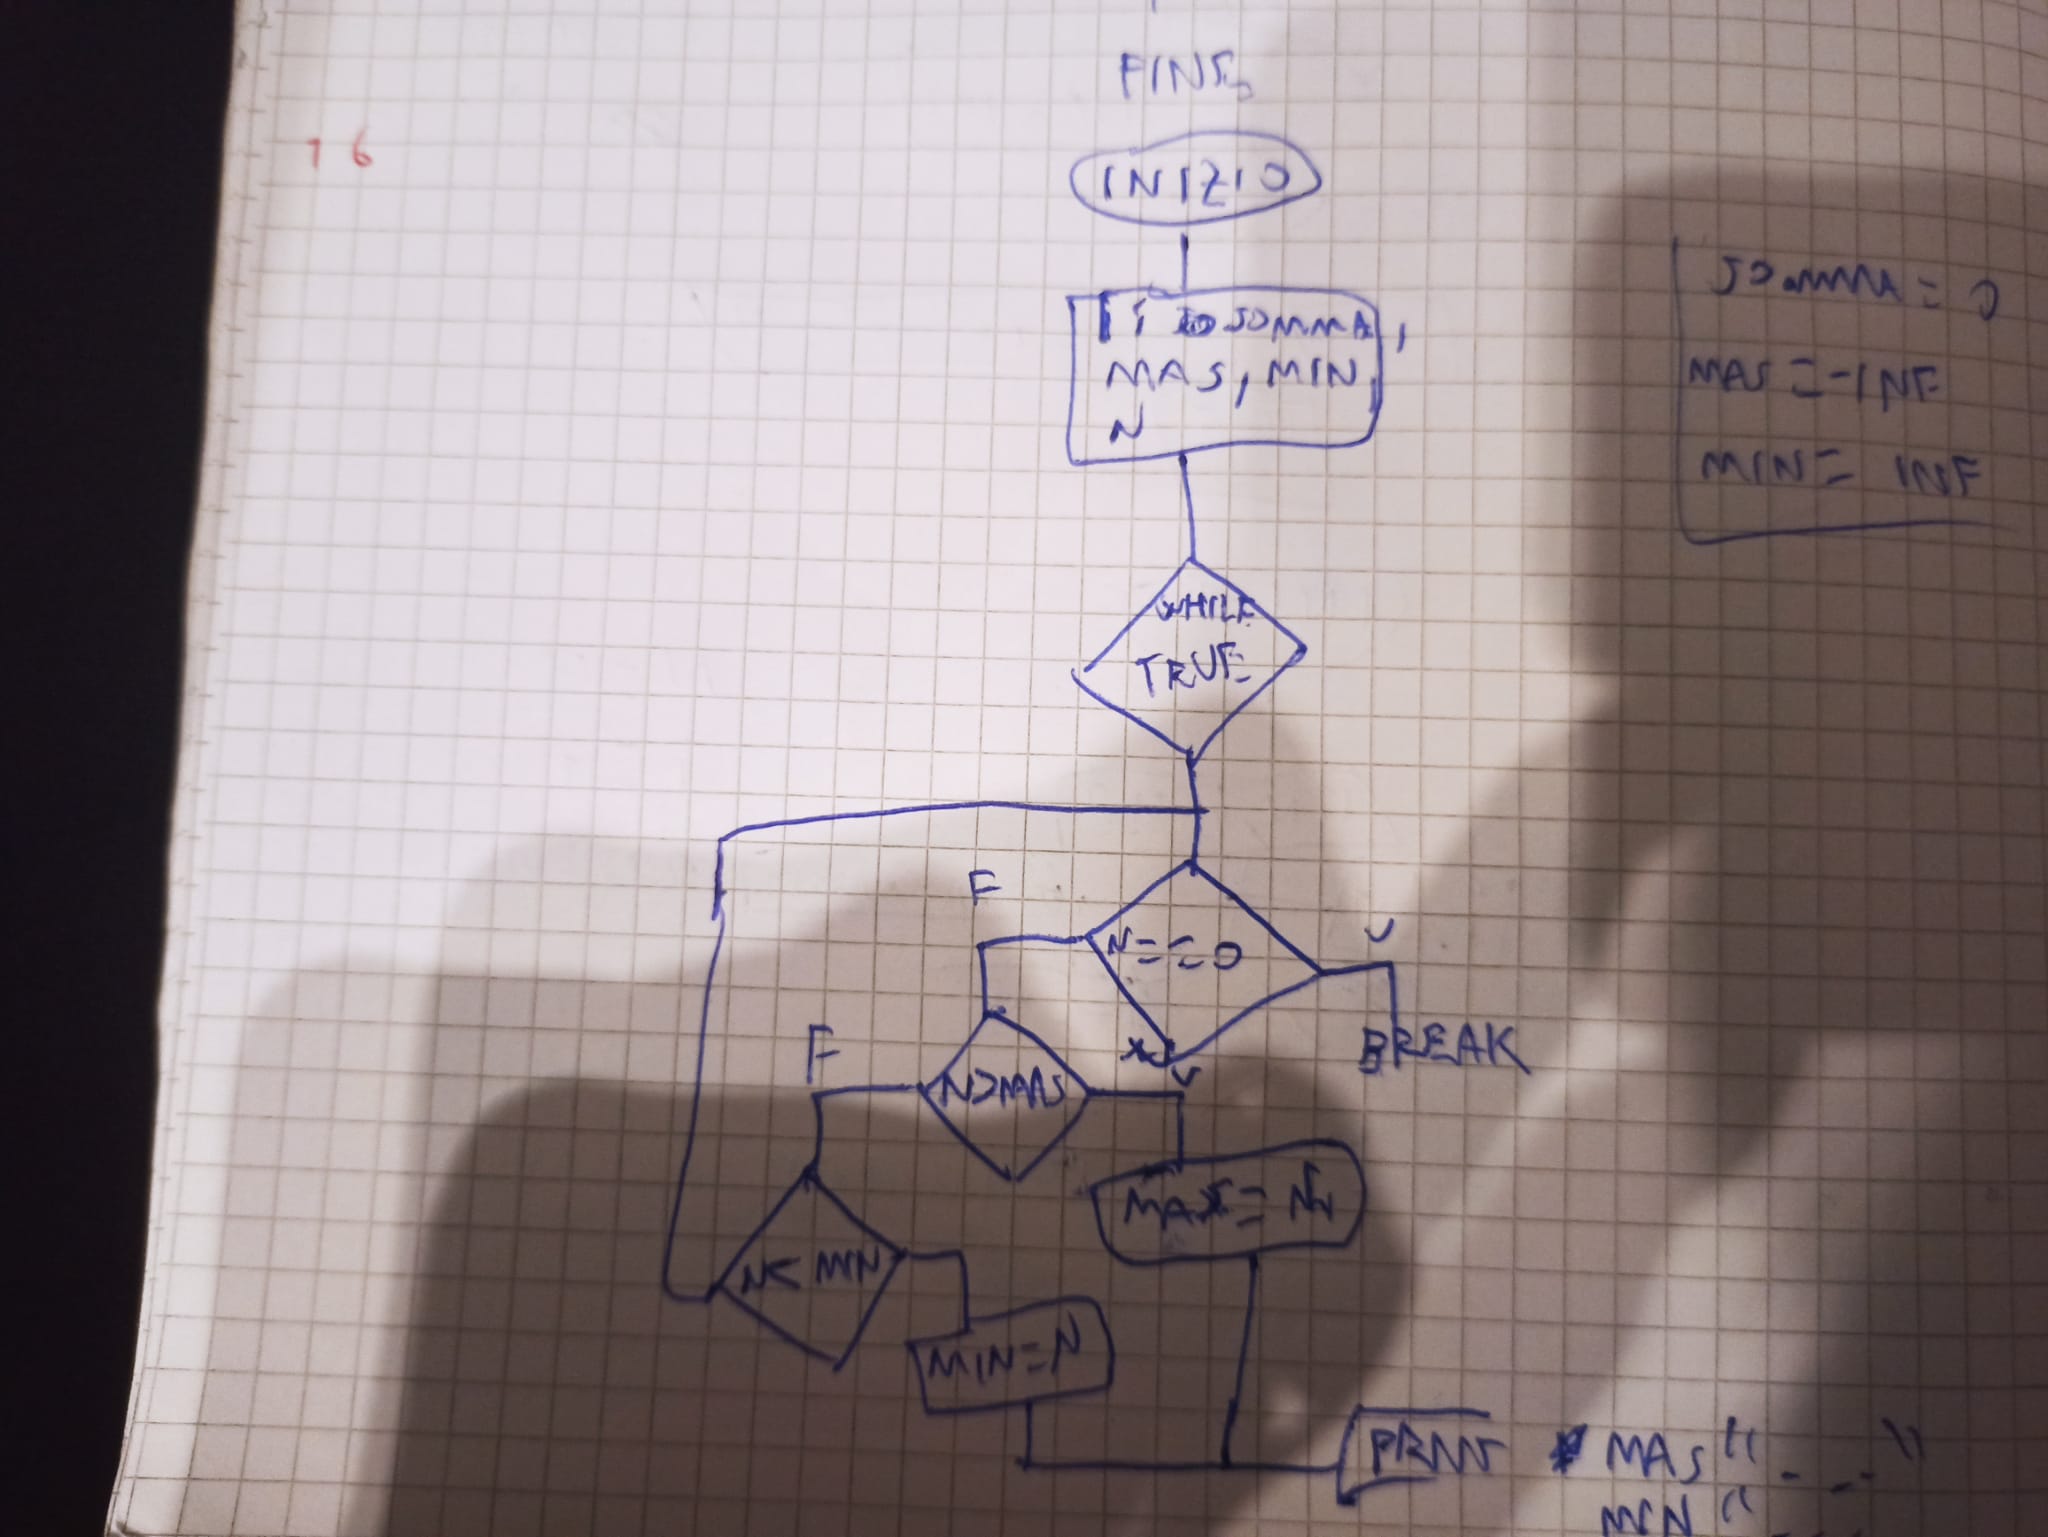 FINE
16
INIZIO
SOMMA,
MAS, MIN,
N
SOMMA = 0
MAS = -INF
MIN = INF
WHILE
TRUE
F
N==0
V
BREAK
F
N>MAS
V
N< MIN
MIN=N
PRINT MAS "_ _ _"
MIN "